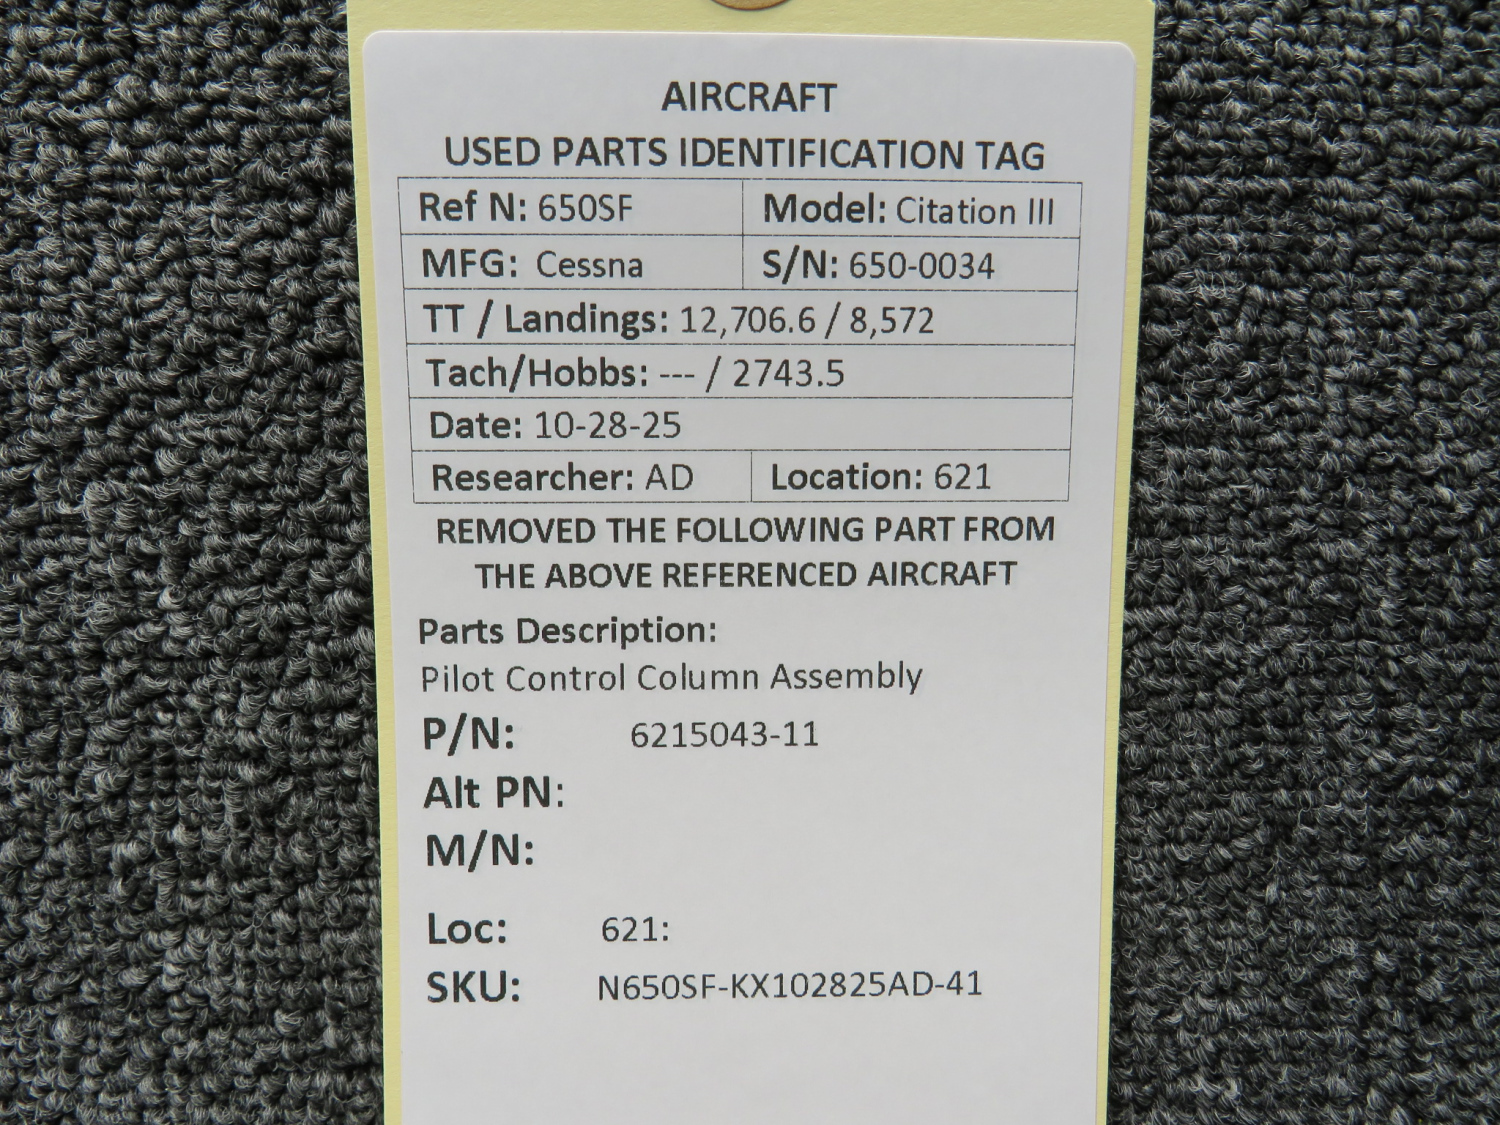 AIRCRAFT
USED PARTS IDENTIFICATION TAG
Ref N: 650SF Model: Citation III
MFG: Cessna S/N: 650-0034
TT / Landings: 12,706.6 / 8,572
Tach/Hobbs: --- / 2743.5
Date: 10-28-25
Researcher: AD Location: 621
REMOVED THE FOLLOWING PART FROM
THE ABOVE REFERENCED AIRCRAFT
Parts Description:
Pilot Control Column Assembly
P/N: 6215043-11
Alt PN:
M/N:
Loc: 621:
SKU: N650SF-KX102825AD-41